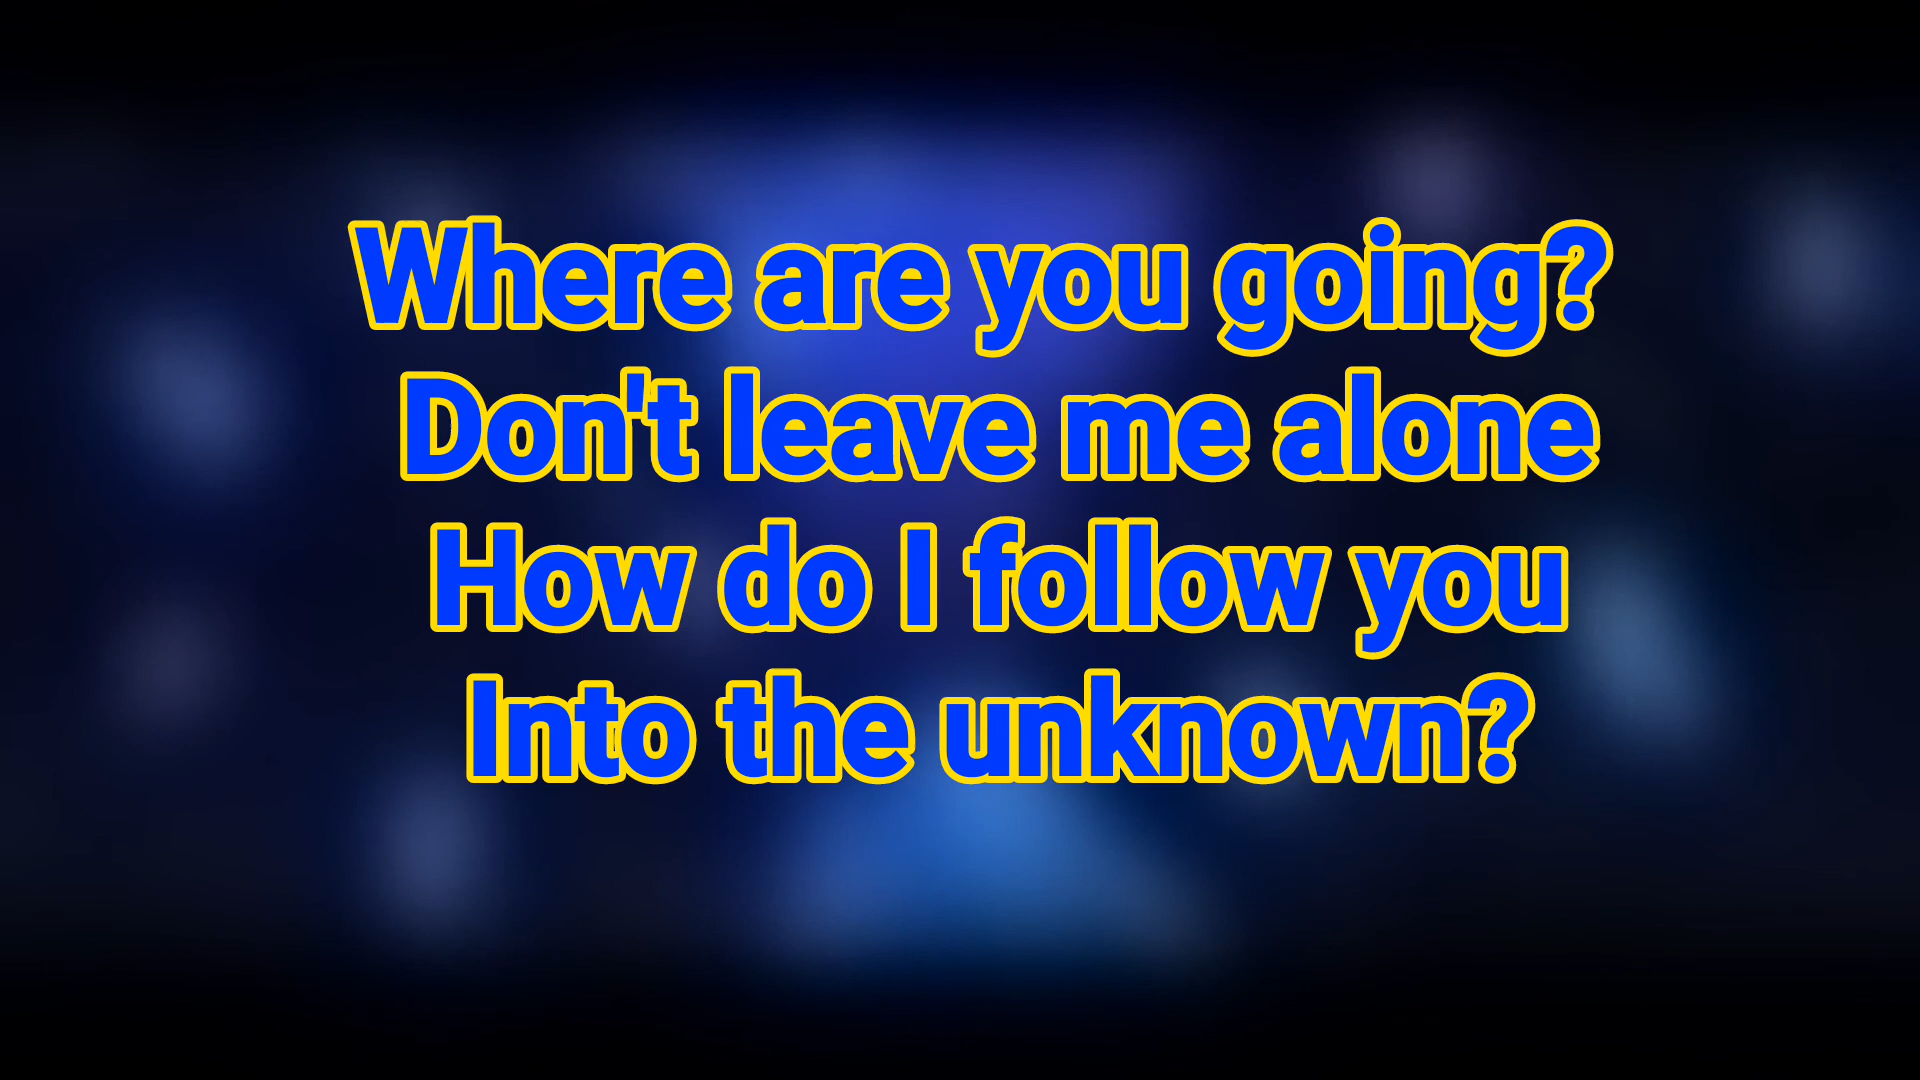 Where are you going?
Don't leave me alone
How do I follow you
Into the unknown?